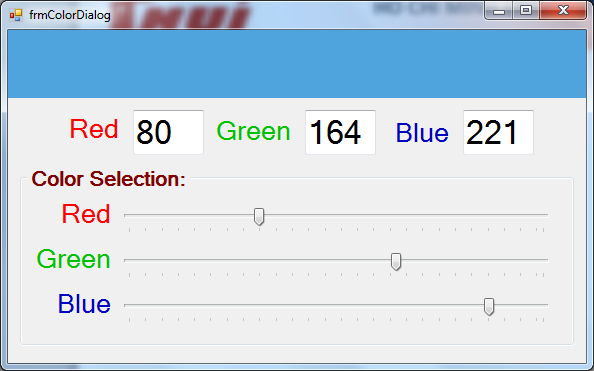 frmColorDialog
Red 80 Green 164 Blue 221
Color Selection:
Red
Green
Blue